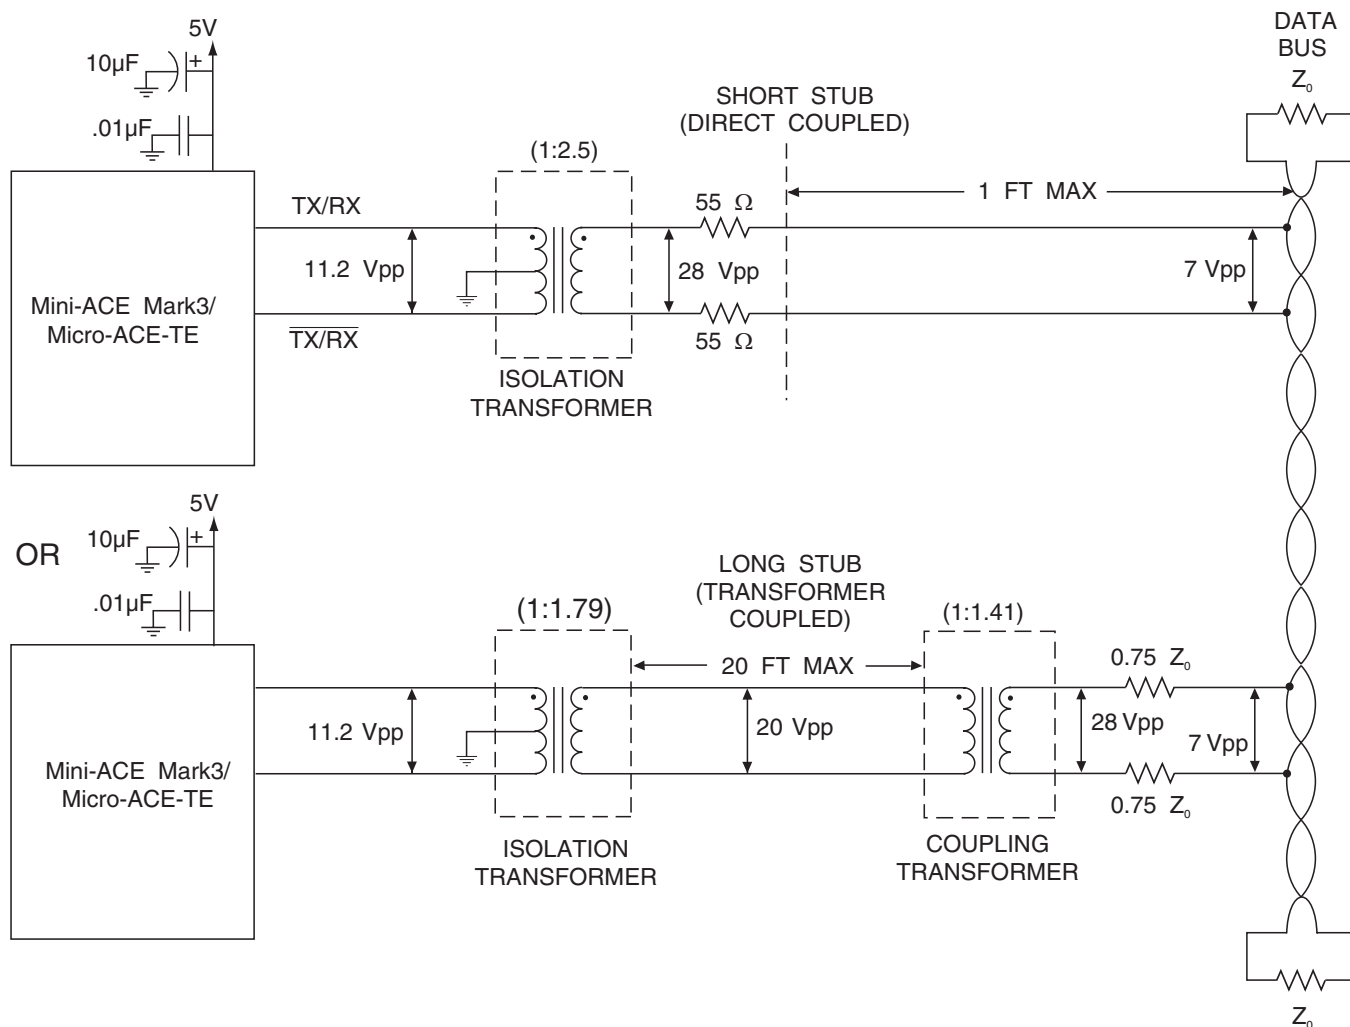 DATA
BUS
Z₀
5V
10µF
+
.01µF
SHORT STUB
(DIRECT COUPLED)
(1:2.5)
1 FT MAX
TX/RX
55 Ω
11.2 Vpp
28 Vpp
7 Vpp
Mini-ACE Mark3/
Micro-ACE-TE
T̅X̅/̅R̅X̅
55 Ω
ISOLATION
TRANSFORMER
OR
5V
10µF
+
.01µF
LONG STUB
(TRANSFORMER
COUPLED)
(1:1.79)
(1:1.41)
20 FT MAX
0.75 Z₀
11.2 Vpp
20 Vpp
28 Vpp
7 Vpp
Mini-ACE Mark3/
Micro-ACE-TE
0.75 Z₀
ISOLATION
TRANSFORMER
COUPLING
TRANSFORMER
Z₀